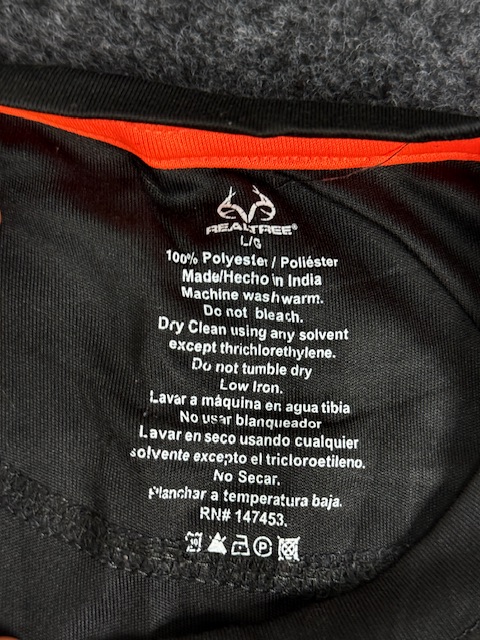 REALTREE®
L/G
100% Polyester / Poliéster
Made/Hecho in India
Machine wash warm.
Do not bleach.
Dry Clean using any solvent
except thrichlorethylene.
Do not tumble dry
Low Iron.
Lavar a máquina en agua tibia
No usar blanqueador
Lavar en seco usando cualquier
solvente excepto el tricloroetileno.
No Secar.
Planchar a temperatura baja.
RN# 147453.
P